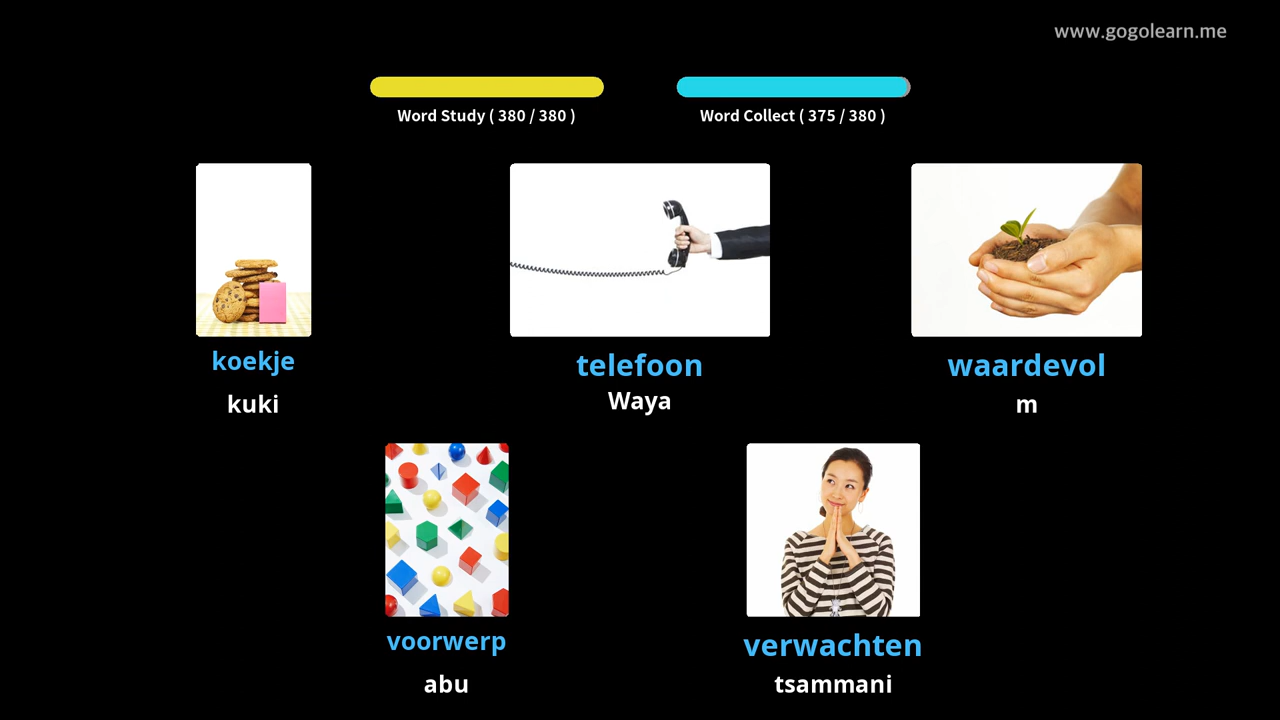 www.gogolearn.me
Word Study ( 380 / 380 )
Word Collect ( 375 / 380 )
koekje
kuki
telefoon
Waya
waardevol
m
voorwerp
abu
verwachten
tsammani